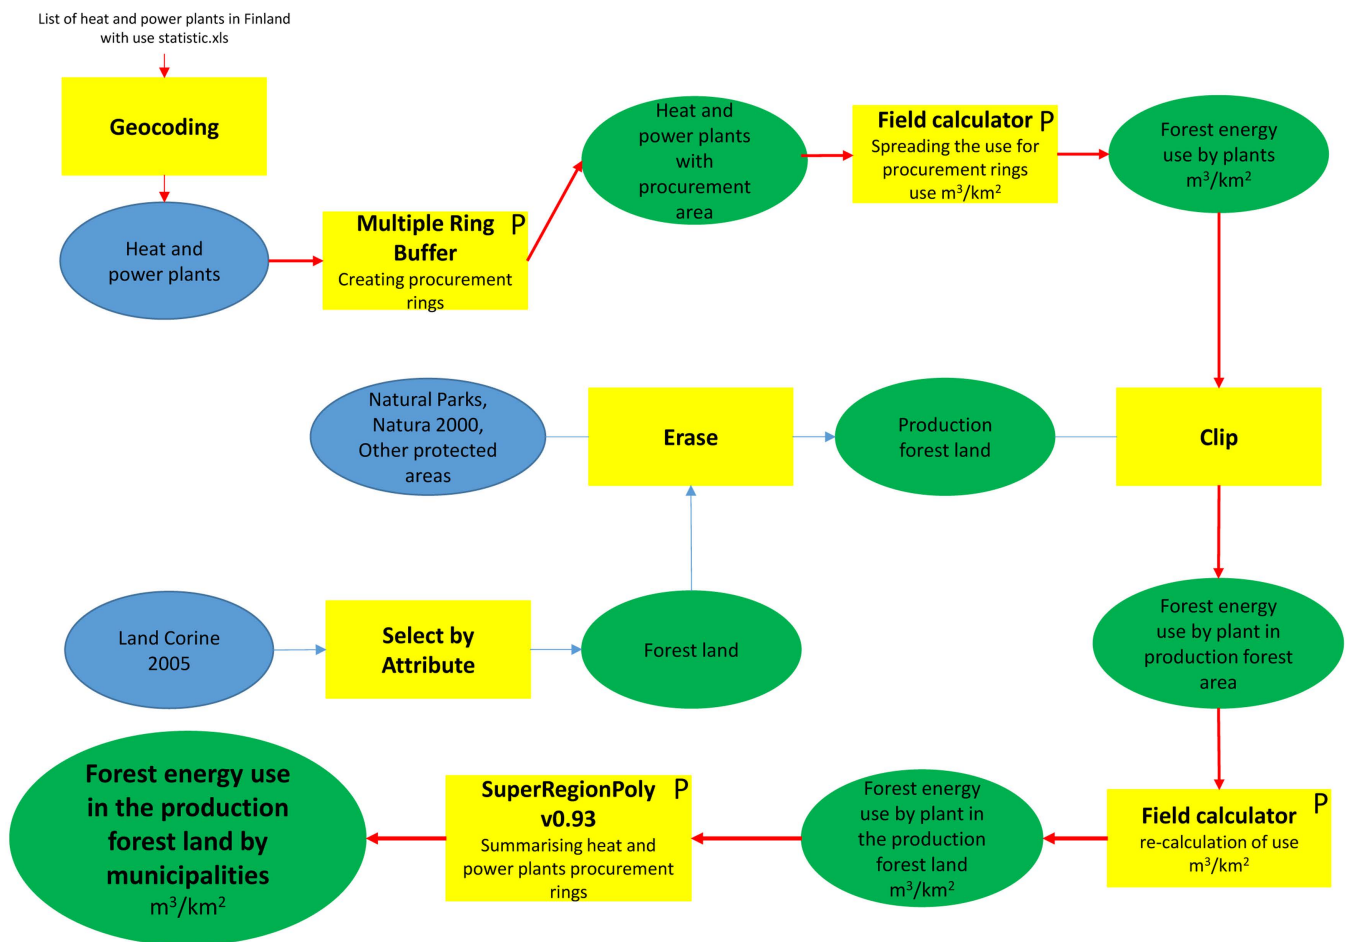 List of heat and power plants in Finland
with use statistic.xls
Geocoding
Heat and
power plants
Multiple Ring P
Buffer
Creating procurement
rings
Heat and
power plants
with
procurement
area
Field calculator P
Spreading the use for
procurement rings
use m³/km²
Forest energy
use by plants
m³/km²
Natural Parks,
Natura 2000,
Other protected
areas
Erase
Production
forest land
Clip
Land Corine
2005
Select by
Attribute
Forest land
Forest energy
use by plant in
production forest
area
Field calculator P
re-calculation of use
m³/km²
Forest energy
use by plant in
the production
forest land
m³/km²
SuperRegionPoly P
v0.93
Summarising heat and
power plants procurement
rings
Forest energy use
in the production
forest land by
municipalities
m³/km²